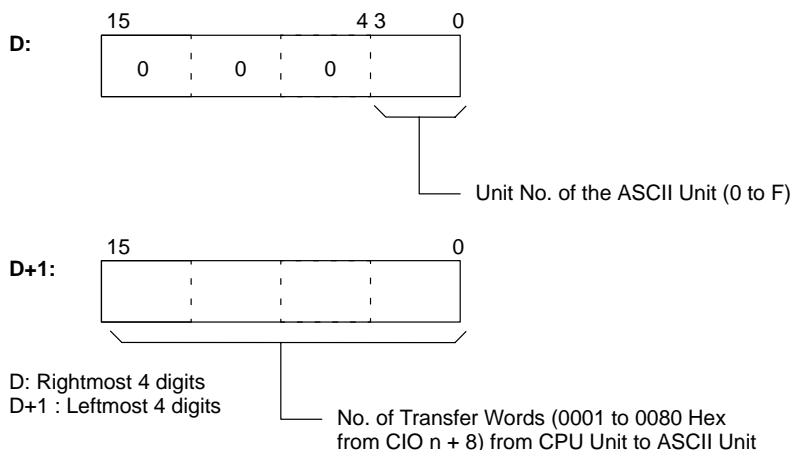 15 4 3 0
D:
0 0 0
Unit No. of the ASCII Unit (0 to F)
15 0
D+1:
D: Rightmost 4 digits
D+1 : Leftmost 4 digits
No. of Transfer Words (0001 to 0080 Hex
from CIO n + 8) from CPU Unit to ASCII Unit